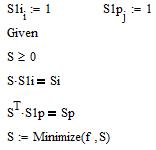 S1i_i := 1 S1p_j := 1
Given
S ≥ 0
S·S1i = Si
S^T·S1p = Sp
S := Minimize(f,S)